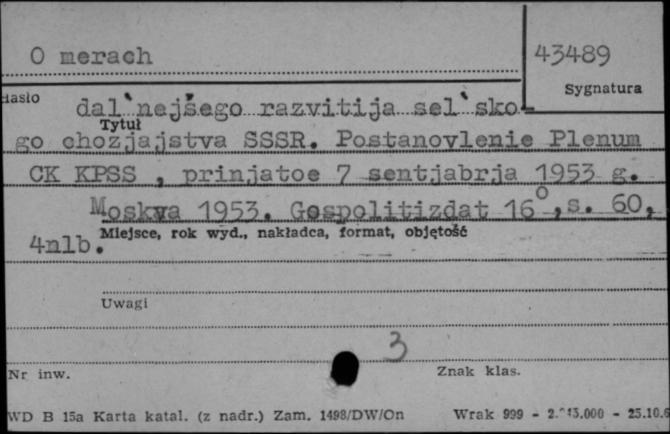 O merach
43489
Hasło
Sygnatura
dal`nejšego razvitija sel`sko-
Tytuł
go chozjajstva SSSR. Postanovlenie Plenum
CK KPSS , prinjatoe 7 sentjabrja 1953 g.
Moskva 1953. Gospolitizdat 16°, s. 60,
Miejsce, rok wyd., nakładca, format, objętość
4nlb.
Uwagi
3
Nr inw.
Znak klas.
WD B 15a Karta katal. (z nadr.) Zam. 1498/DW/On
Wrak 999 -